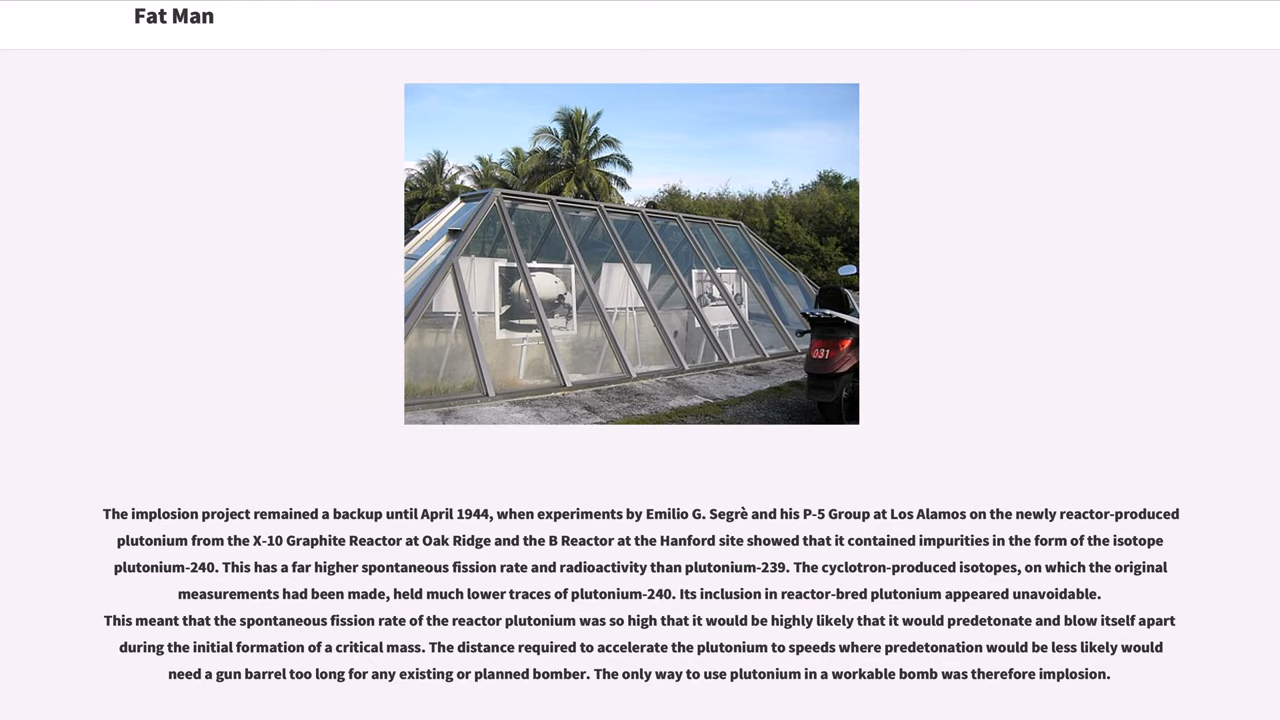 Fat Man
031
The implosion project remained a backup until April 1944, when experiments by Emilio G. Segrè and his P-5 Group at Los Alamos on the newly reactor-produced
plutonium from the X-10 Graphite Reactor at Oak Ridge and the B Reactor at the Hanford site showed that it contained impurities in the form of the isotope
plutonium-240. This has a far higher spontaneous fission rate and radioactivity than plutonium-239. The cyclotron-produced isotopes, on which the original
measurements had been made, held much lower traces of plutonium-240. Its inclusion in reactor-bred plutonium appeared unavoidable.
This meant that the spontaneous fission rate of the reactor plutonium was so high that it would be highly likely that it would predetonate and blow itself apart
during the initial formation of a critical mass. The distance required to accelerate the plutonium to speeds where predetonation would be less likely would
need a gun barrel too long for any existing or planned bomber. The only way to use plutonium in a workable bomb was therefore implosion.